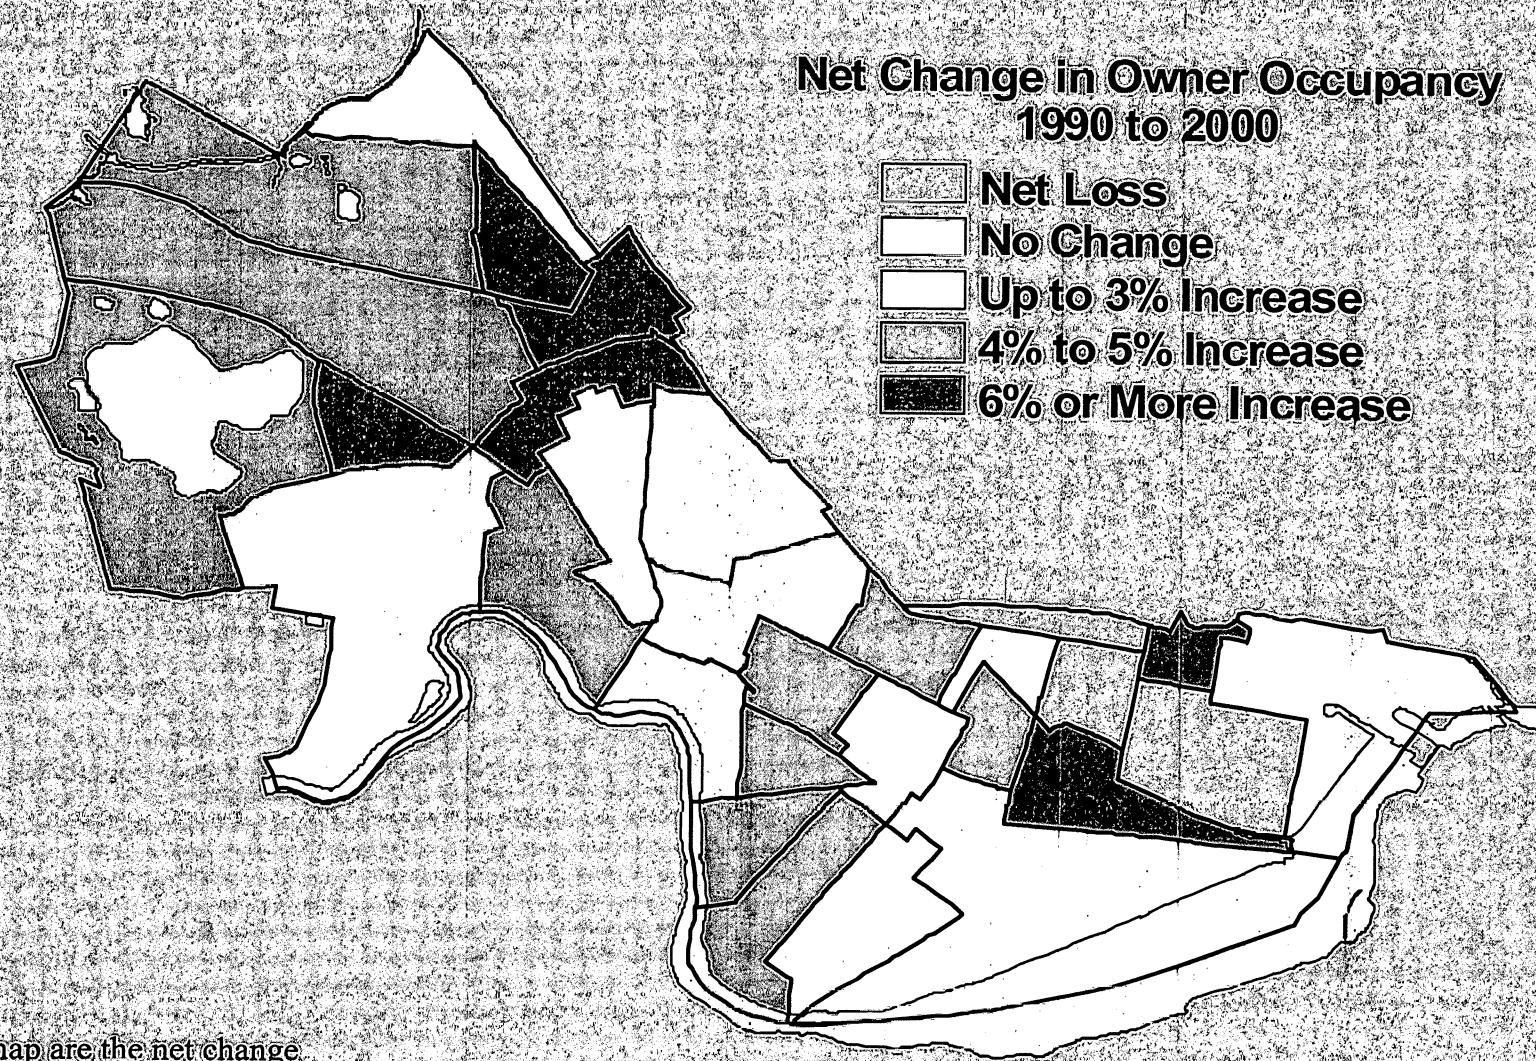 Net Change in Owner Occupancy
1990 to 2000
Net Loss
No Change
Up to 3% Increase
4% to 5% Increase
6% or More Increase
are the net change